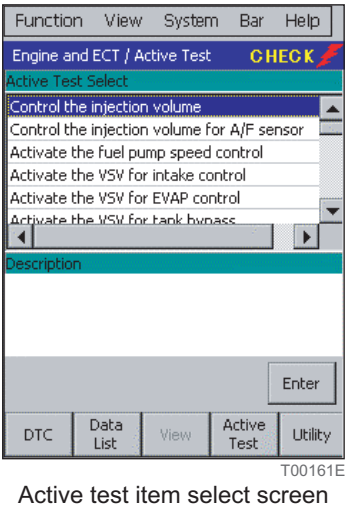 Function View System Bar Help
Engine and ECT / Active Test CHECK
Active Test Select
Control the injection volume
Control the injection volume for A/F sensor
Activate the fuel pump speed control
Activate the VSV for intake control
Activate the VSV for EVAP control
Activate the VSV for tank bypass
Description
Enter
DTC Data List View Active Test Utility
T00161E
Active test item select screen